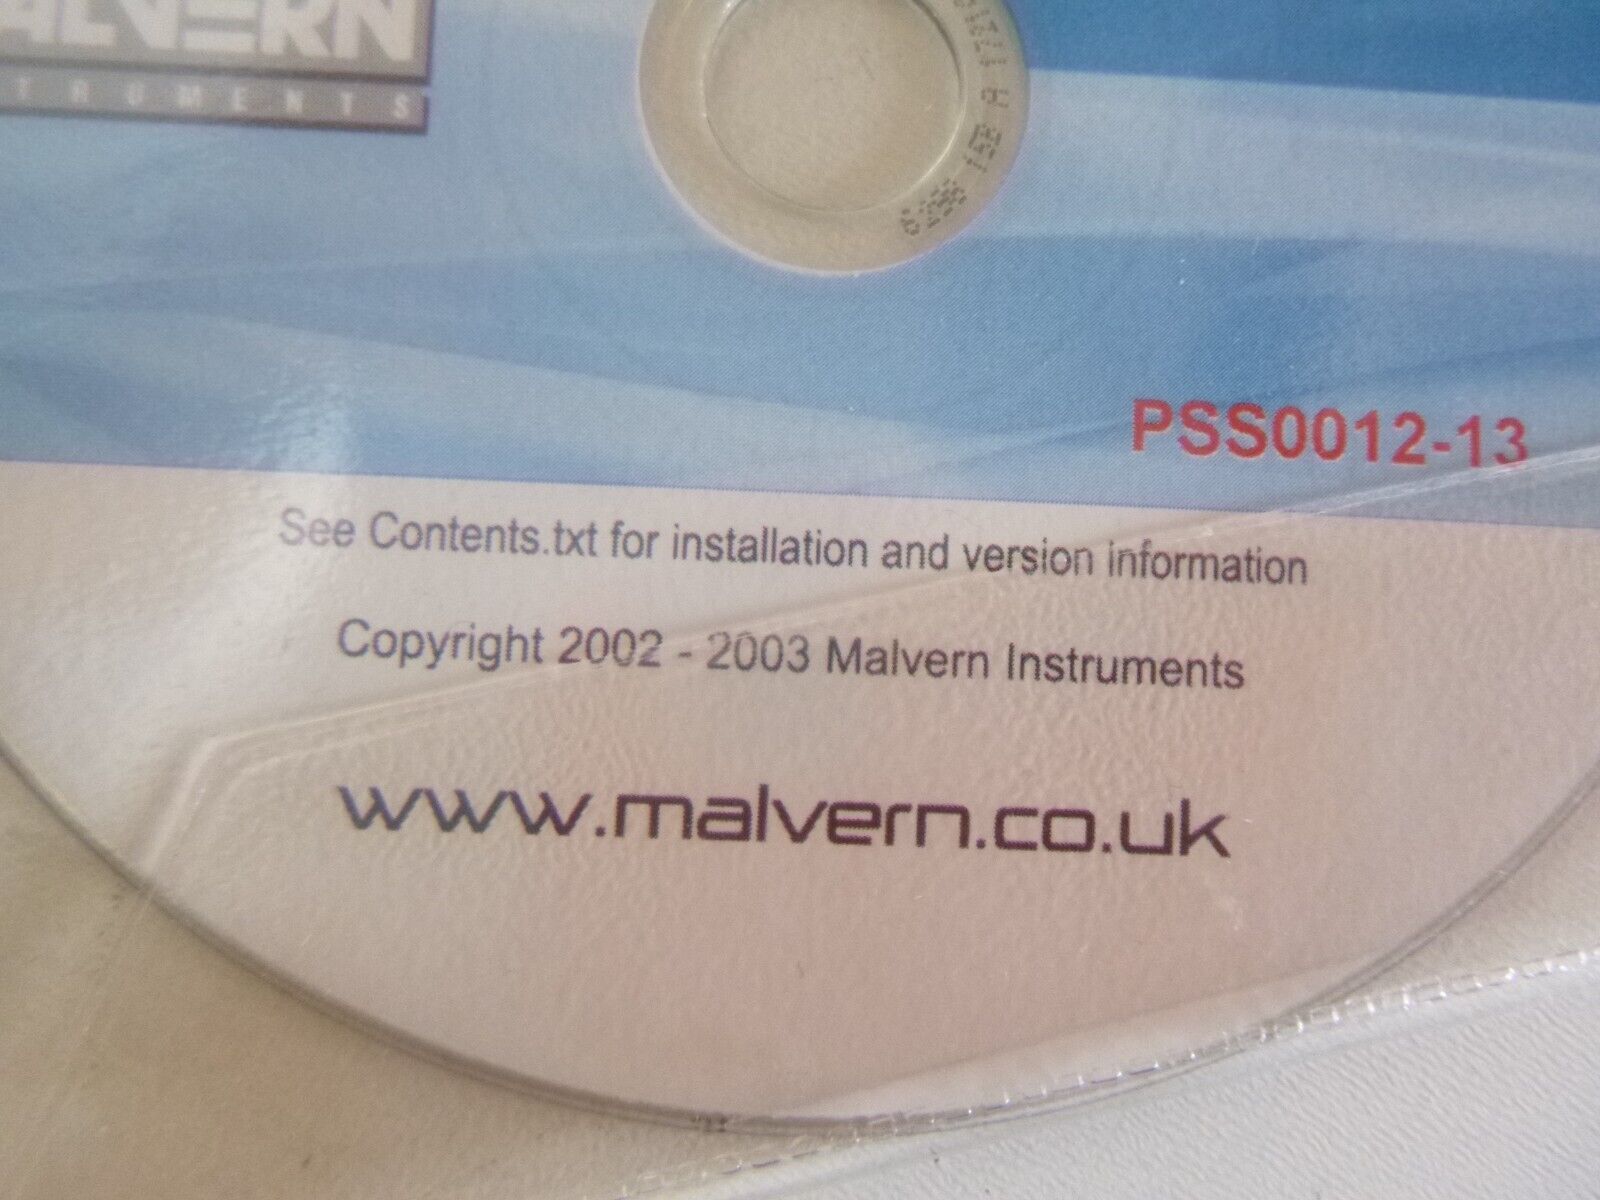 PSS0012-13
See Contents.txt for installation and version information
Copyright 2002 - 2003 Malvern Instruments
www.malvern.co.uk